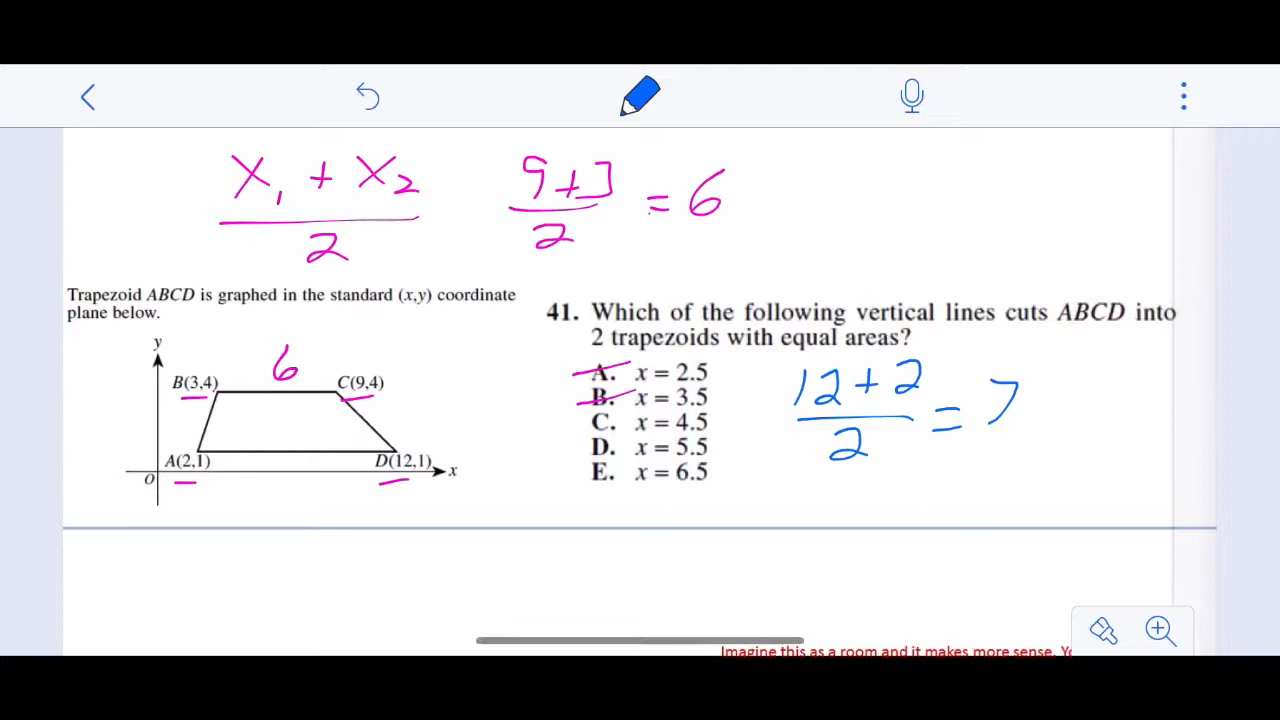 X₁ + X₂
2
9+3
2
= 6
Trapezoid ABCD is graphed in the standard (x,y) coordinate
plane below.
y
6
B(3,4) C(9,4)
A(2,1) D(12,1)
O
x
41. Which of the following vertical lines cuts ABCD into
2 trapezoids with equal areas?
A. x = 2.5
B. x = 3.5
C. x = 4.5
D. x = 5.5
E. x = 6.5
12 + 2
2
= 7
Imagine this as a room and it makes more sense.